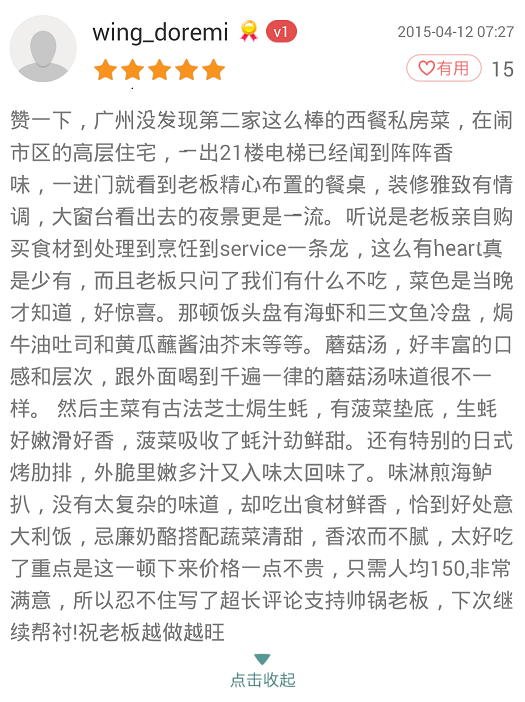 wing_doremi v1 2015-04-12 07:27
有用 15
赞一下，广州没发现第二家这么棒的西餐私房菜，在闹
市区的高层住宅，一出21楼电梯已经闻到阵阵香
味，一进门就看到老板精心布置的餐桌，装修雅致有情
调，大窗台看出去的夜景更是一流。听说是老板亲自购
买食材到处理到烹饪到service一条龙，这么有heart真
是少有，而且老板只问了我们有什么不吃，菜色是当晚
才知道，好惊喜。那顿饭头盘有海虾和三文鱼冷盘，焗
牛油吐司和黄瓜蘸酱油芥末等等。蘑菇汤，好丰富的口
感和层次，跟外面喝到千遍一律的蘑菇汤味道很不一
样。 然后主菜有古法芝士焗生蚝，有菠菜垫底，生蚝
好嫩滑好香，菠菜吸收了蚝汁劲鲜甜。还有特别的日式
烤肋排，外脆里嫩多汁又入味太回味了。味淋煎海鲈
扒，没有太复杂的味道，却吃出食材鲜香，恰到好处意
大利饭，忌廉奶酪搭配蔬菜清甜，香浓而不腻，太好吃
了重点是这一顿下来价格一点不贵，只需人均150,非常
满意，所以忍不住写了超长评论支持帅锅老板，下次继
续帮衬!祝老板越做越旺
点击收起